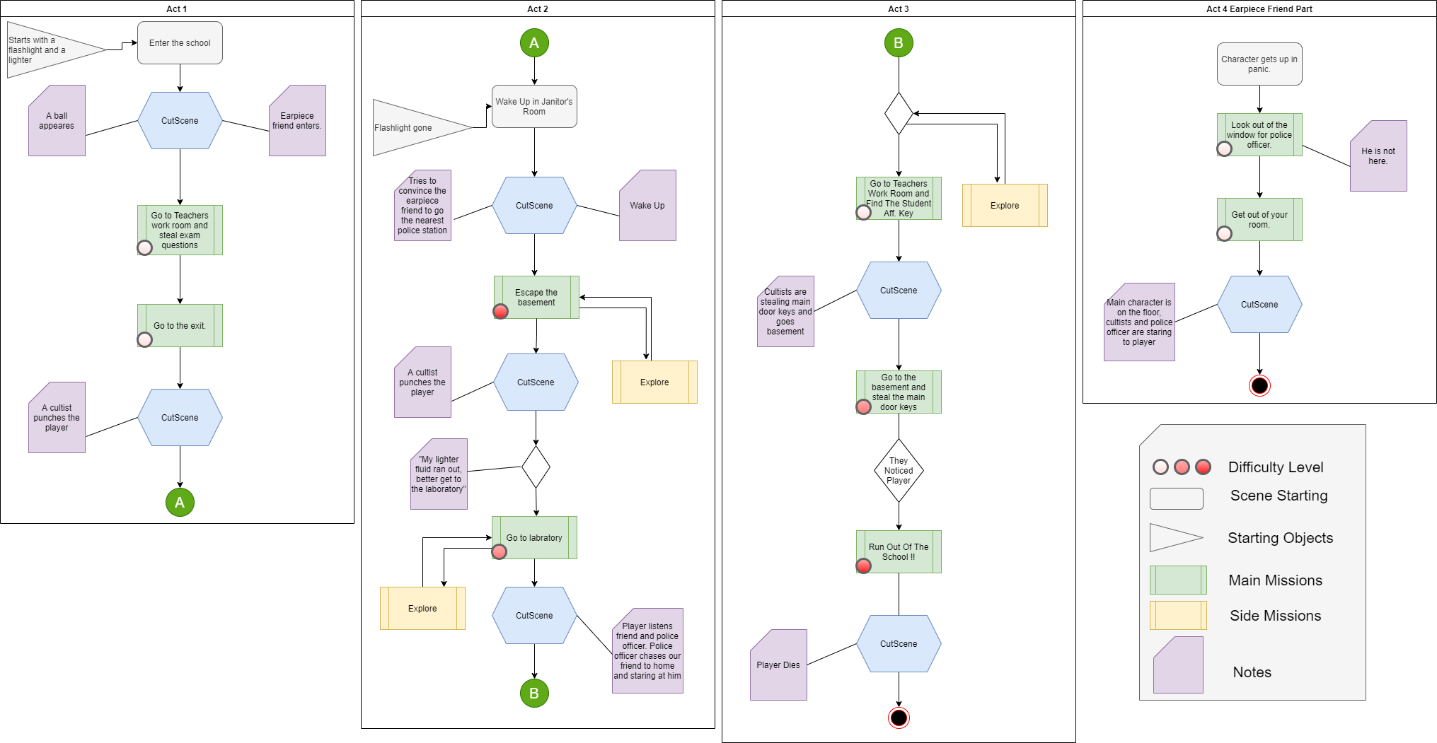 Act 1
Starts with a
flashlight and a
lighter
Enter the school
A ball
appeares
CutScene
Earpiece
friend enters.
Go to Teachers
work room and
steal exam
questions
Go to the exit.
A cultist
punches the
player
CutScene
A
Act 2
A
Wake Up in Janitor's
Room
Flashlight gone
Tries to
convince the
earpiece
friend to go
the nearest
police station
CutScene
Wake Up
Escape the
basement
A cultist
punches the
player
CutScene
Explore
"My lighter
fluid ran out,
better get to
the laboratory"
Go to labratory
Explore
CutScene
Player listens
friend and police
officer. Police
officer chases our
friend to home
and staring at him
B
Act 3
B
Go to Teachers
Work Room and
Find The Student
Aff. Key
Explore
Cultists are
stealing main
door keys and
goes
basement
CutScene
Go to the
basement and
steal the main
door keys
They
Noticed
Player
Run Out Of The
School !!
Player Dies
CutScene
Act 4 Earpiece Friend Part
Character gets up in
panic.
Look out of the
window for police
officer.
He is not
here.
Get out of your
room.
Main character is
on the floor,
cultists and police
officer are staring
to player
CutScene
Difficulty Level
Scene Starting
Starting Objects
Main Missions
Side Missions
Notes